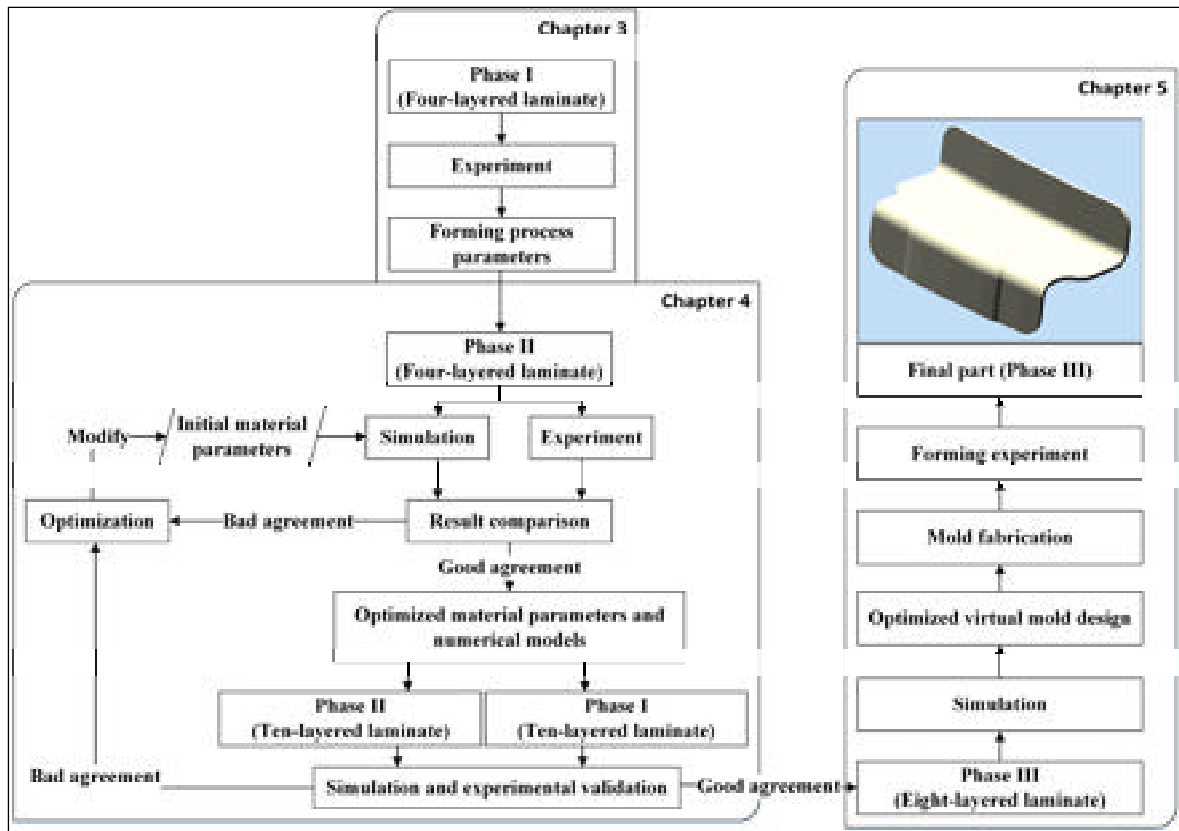 Chapter 3
Phase I
(Four-layered laminate)
Experiment
Forming process
parameters
Chapter 4
Phase II
(Four-layered laminate)
Modify
Initial material
parameters
Simulation
Experiment
Optimization
Bad agreement
Result comparison
Good agreement
Optimized material parameters and
numerical models
Phase II
(Ten-layered laminate)
Phase I
(Ten-layered laminate)
Bad agreement
Simulation and experimental validation
Good agreement
Chapter 5
Final part (Phase III)
Forming experiment
Mold fabrication
Optimized virtual mold design
Simulation
Phase III
(Eight-layered laminate)